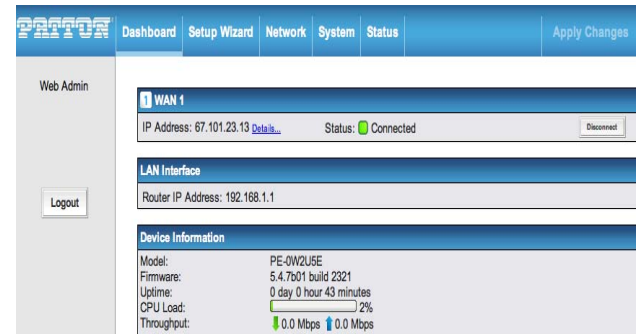 PATTON
Dashboard Setup Wizard Network System Status Apply Changes
Web Admin
Logout
1 WAN 1
IP Address: 67.101.23.13 Details... Status: Connected Disconnect
LAN Interface
Router IP Address: 192.168.1.1
Device Information
Model: PE-0W2U5E
Firmware: 5.4.7b01 build 2321
Uptime: 0 day 0 hour 43 minutes
CPU Load: 2%
Throughput: 0.0 Mbps 0.0 Mbps